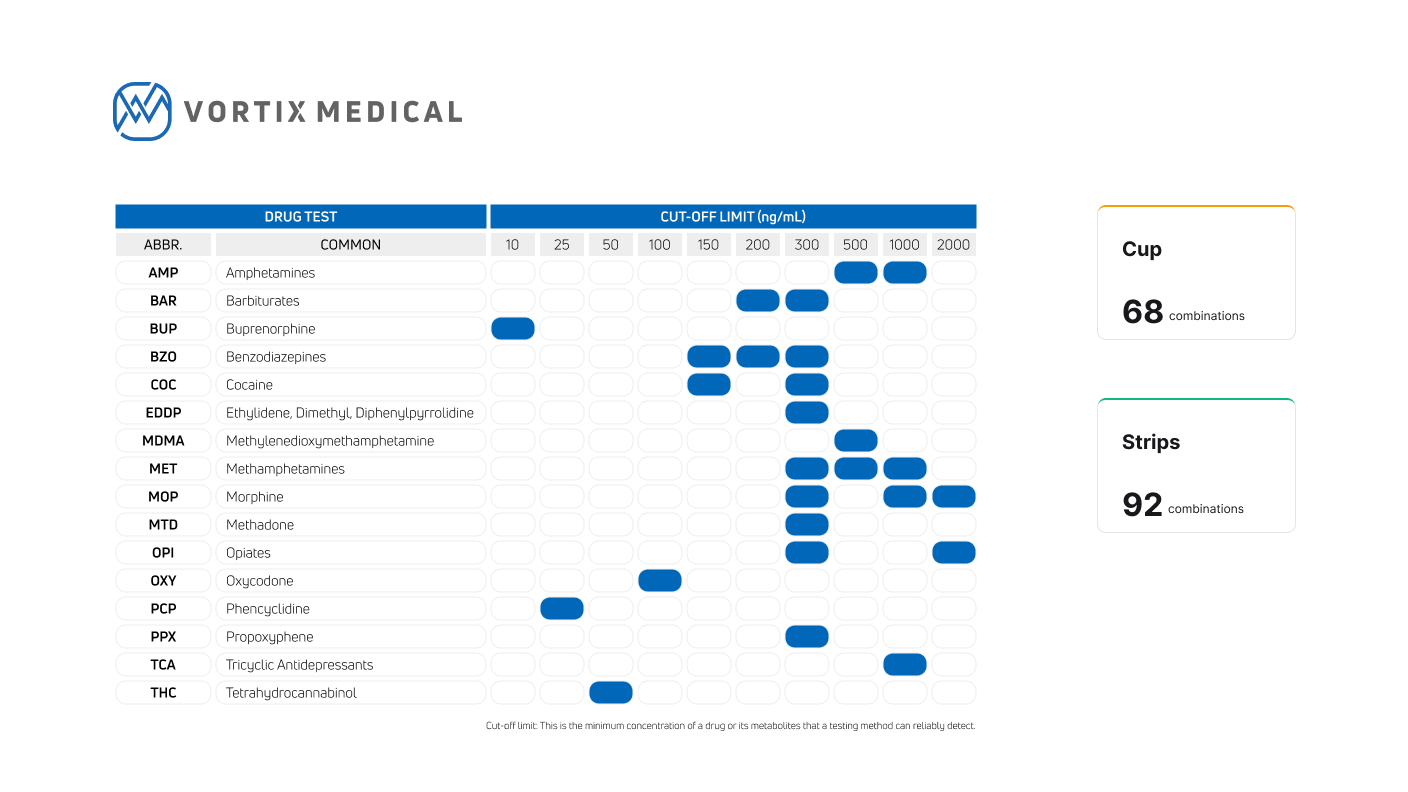 VORTIX MEDICAL
DRUG TEST CUT-OFF LIMIT (ng/mL)
ABBR. COMMON 10 25 50 100 150 200 300 500 1000 2000
AMP Amphetamines
BAR Barbiturates
BUP Buprenorphine
BZO Benzodiazepines
COC Cocaine
EDDP Ethylidene, Dimethyl, Diphenylpyrrolidine
MDMA Methylenedioxymethamphetamine
MET Methamphetamines
MOP Morphine
MTD Methadone
OPI Opiates
OXY Oxycodone
PCP Phencyclidine
PPX Propoxyphene
TCA Tricyclic Antidepressants
THC Tetrahydrocannabinol
Cut-off limit: This is the minimum concentration of a drug or its metabolites that a testing method can reliably detect.
Cup
68 combinations
Strips
92 combinations